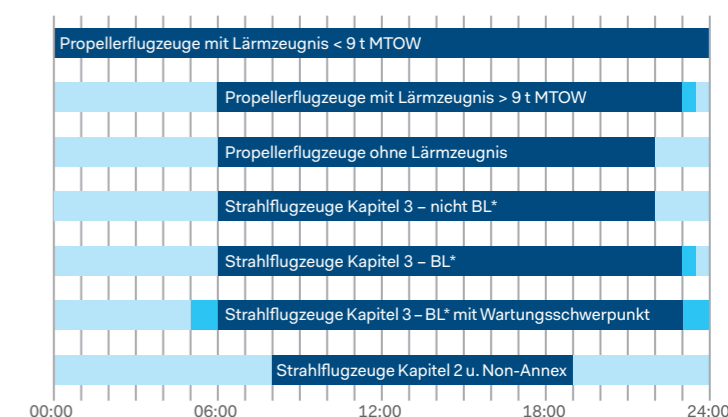 Propellerflugzeuge mit Lärmzeugnis < 9 t MTOW
Propellerflugzeuge mit Lärmzeugnis > 9 t MTOW
Propellerflugzeuge ohne Lärmzeugnis
Strahlflugzeuge Kapitel 3 – nicht BL*
Strahlflugzeuge Kapitel 3 – BL*
Strahlflugzeuge Kapitel 3 – BL* mit Wartungsschwerpunkt
Strahlflugzeuge Kapitel 2 u. Non-Annex
00:00 06:00 12:00 18:00 24:00